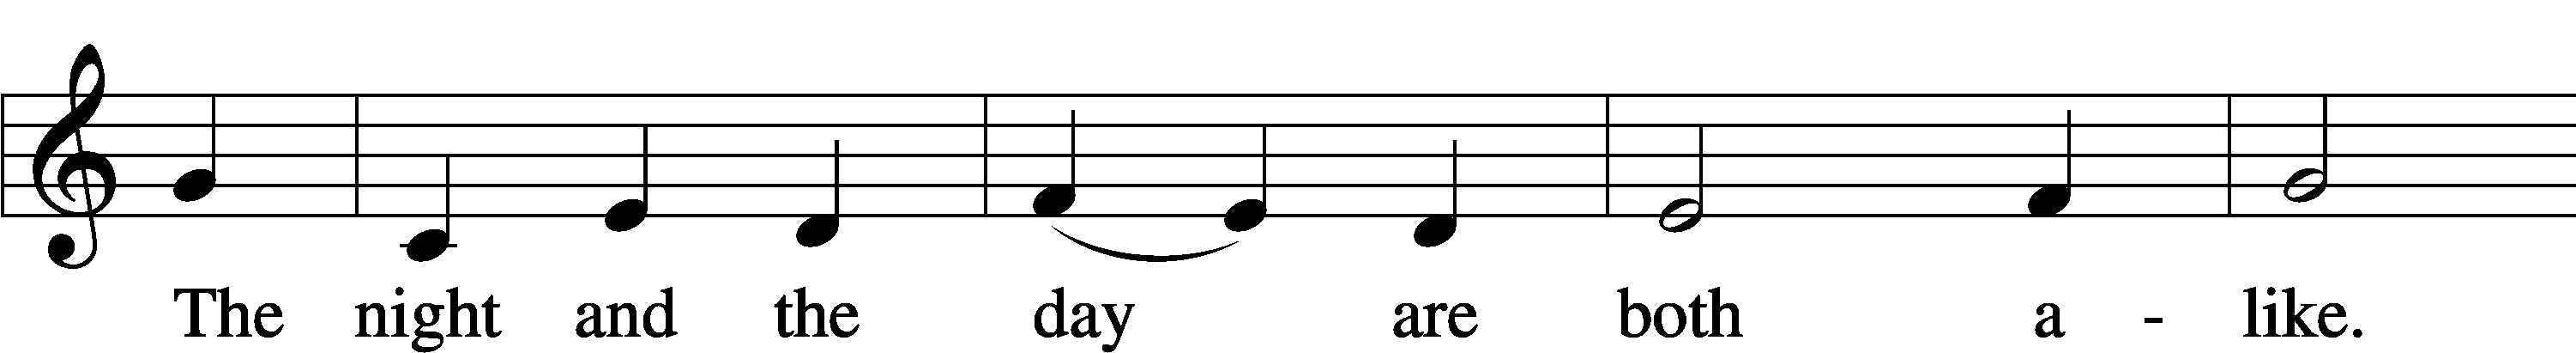 The night and the day are both a - like.